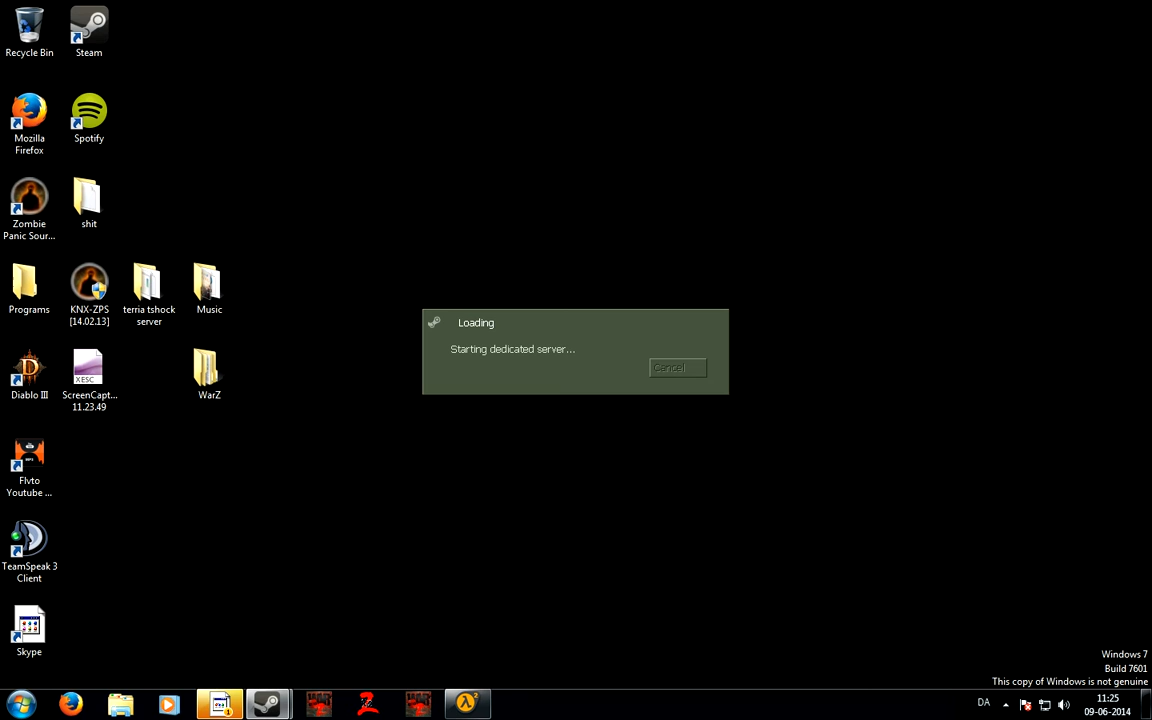 Recycle Bin
Steam
Mozilla
Firefox
Spotify
Zombie
Panic Sour...
shit
Programs
KNX-ZPS
[14.02.13]
terria tshock
server
Music
Diablo III
XESC
ScreenCapt...
11.23.49
WarZ
Flvto
Youtube ...
TeamSpeak 3
Client
Skype
Loading
Starting dedicated server...
Cancel
Windows 7
Build 7601
This copy of Windows is not genuine
DA
11:25
09-06-2014